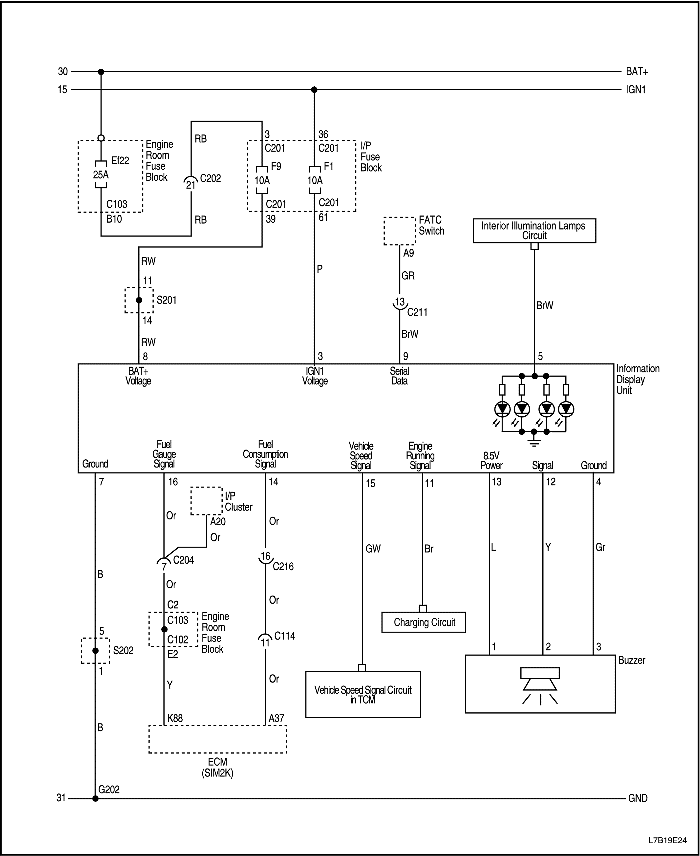 30
BAT+
15
IGN1
EI22
25A
C103
B10
Engine
Room
Fuse
Block
RB
21
C202
RB
3
C201
F9
10A
C201
39
36
C201
F1
10A
C201
61
I/P
Fuse
Block
RW
11
S201
14
RW
8
P
3
FATC
Switch
A9
GR
13
C211
BrW
9
Interior Illumination Lamps
Circuit
BrW
5
BAT+
Voltage
IGN1
Voltage
Serial
Data
Information
Display
Unit
Ground
Fuel
Gauge
Signal
Fuel
Consumption
Signal
Vehicle
Speed
Signal
Engine
Running
Signal
8.5V
Power
Signal
Ground
7
16
14
15
11
13
12
4
I/P
Cluster
A20
Or
Or
7
C204
Or
C2
C103
C102
E2
Engine
Room
Fuse
Block
Y
K88
Or
16
C216
Or
11
C114
Or
A37
ECM
(SIM2K)
B
5
S202
1
B
G202
GW
Vehicle Speed Signal Circuit
in TCM
Br
Charging Circuit
L
Y
Gr
1
2
3
Buzzer
31
GND
L7B19E24